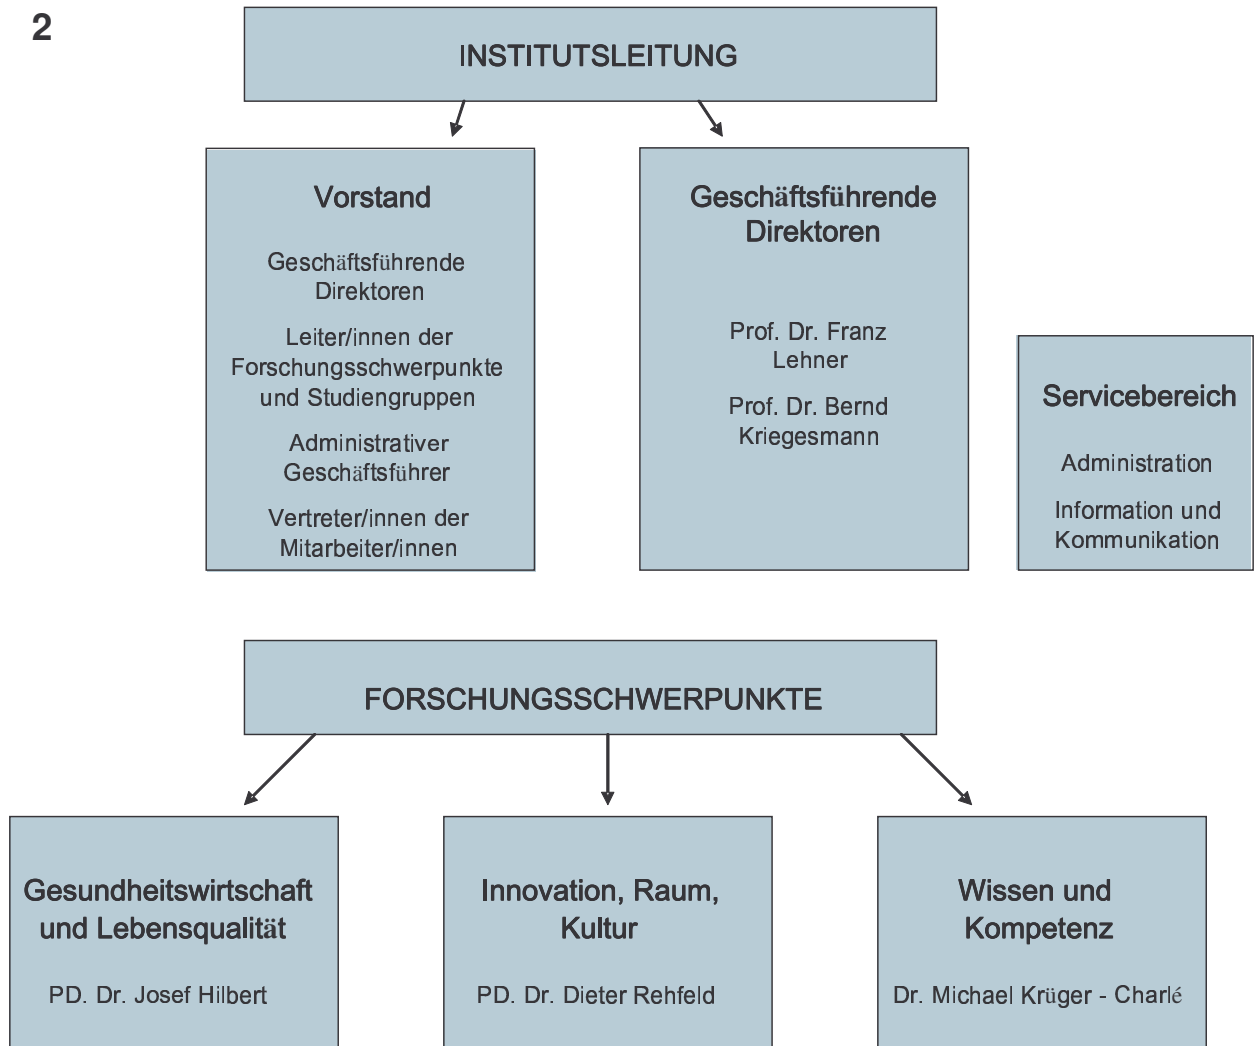 2
INSTITUTSLEITUNG
Vorstand
Geschäftsführende
Direktoren
Leiter/innen der
Forschungsschwerpunkte
und Studiengruppen
Administrativer
Geschäftsführer
Vertreter/innen der
Mitarbeiter/innen
Geschäftsführende
Direktoren
Prof. Dr. Franz
Lehner
Prof. Dr. Bernd
Kriegesmann
Servicebereich
Administration
Information und
Kommunikation
FORSCHUNGSSCHWERPUNKTE
Gesundheitswirtschaft
und Lebensqualität
PD. Dr. Josef Hilbert
Innovation, Raum,
Kultur
PD. Dr. Dieter Rehfeld
Wissen und
Kompetenz
Dr. Michael Krüger - Charlé